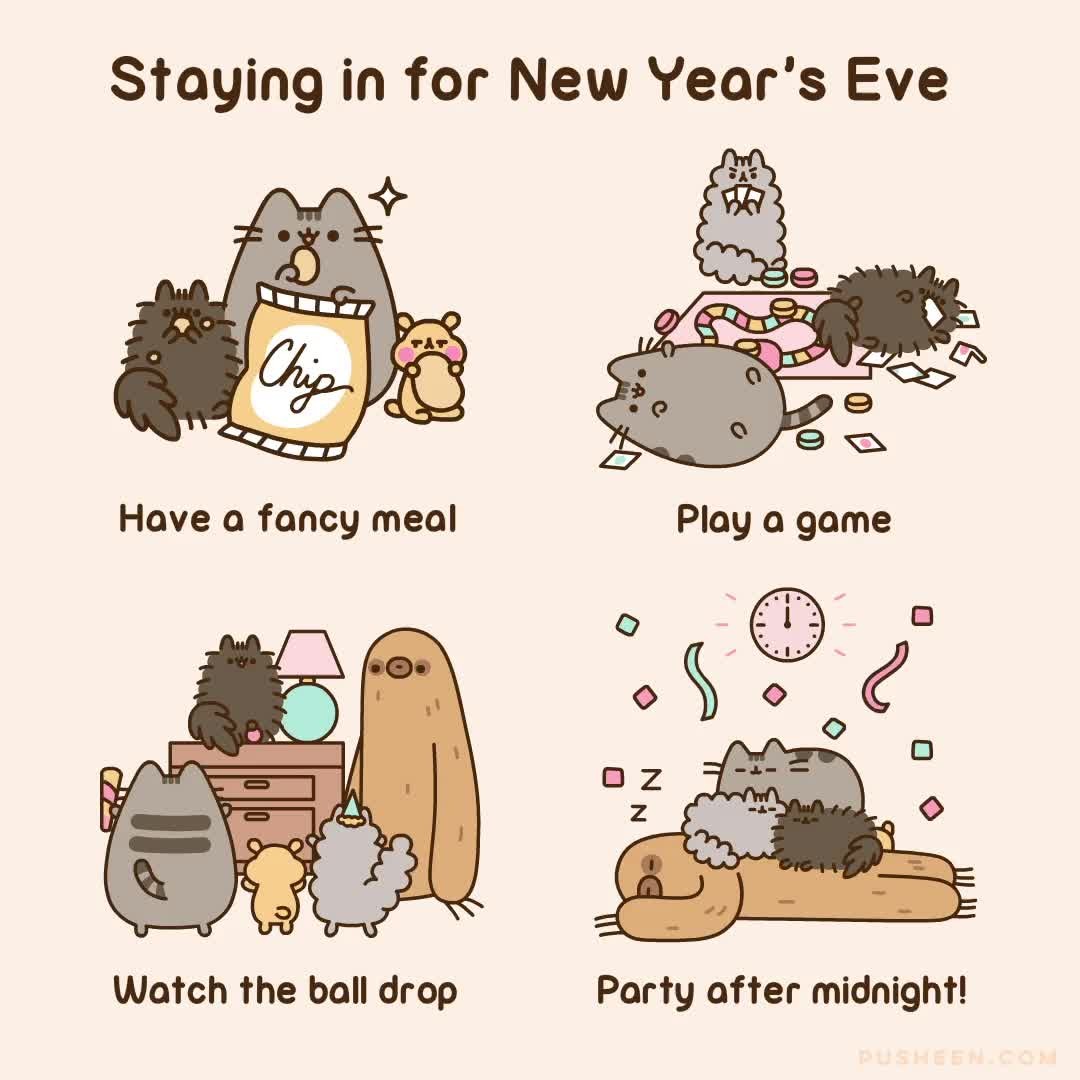 Staying in for New Year's Eve
Chip
Have a fancy meal
Play a game
Z
Z
Watch the ball drop
Party after midnight!
PUSHEEN.COM